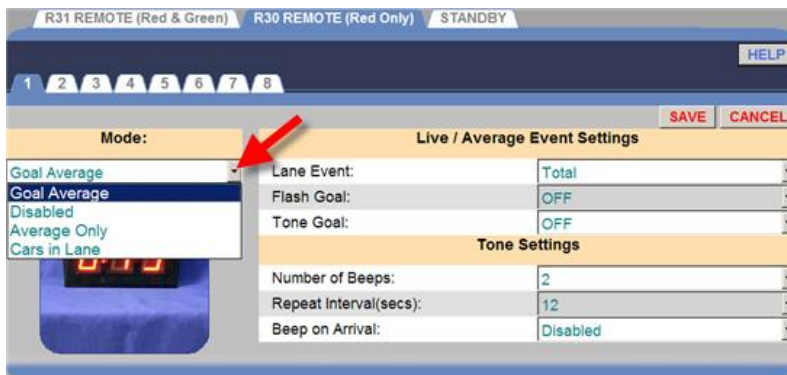 R31 REMOTE (Red & Green) R30 REMOTE (Red Only) STANDBY
HELP
1 2 3 4 5 6 7 8
SAVE CANCEL
Mode: Live / Average Event Settings
Goal Average Lane Event: Total
Goal Average Flash Goal: OFF
Disabled
Average Only Tone Goal: OFF
Cars in Lane Tone Settings
Number of Beeps: 2
Repeat Interval(secs): 12
Beep on Arrival: Disabled